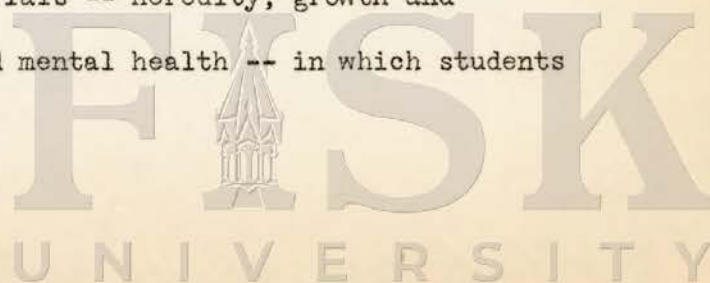 -- heredity, growth and
mental health -- in which students
FISK
UNIVERSITY